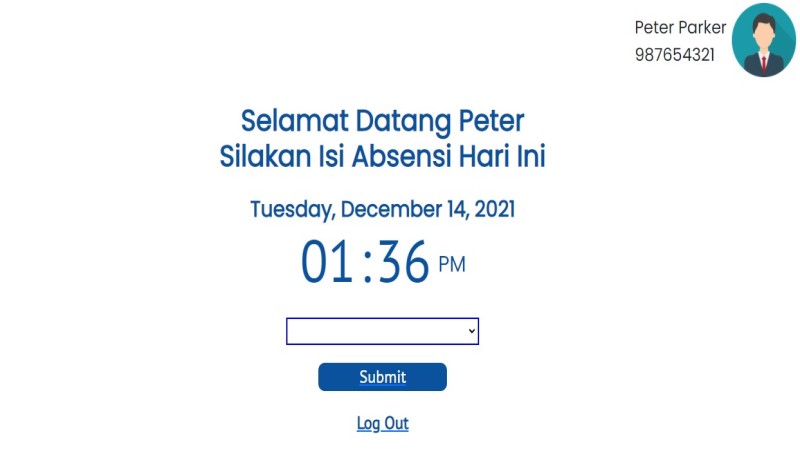 Peter Parker
987654321
Selamat Datang Peter
Silakan Isi Absensi Hari Ini
Tuesday, December 14, 2021
01:36 PM
Submit
Log Out